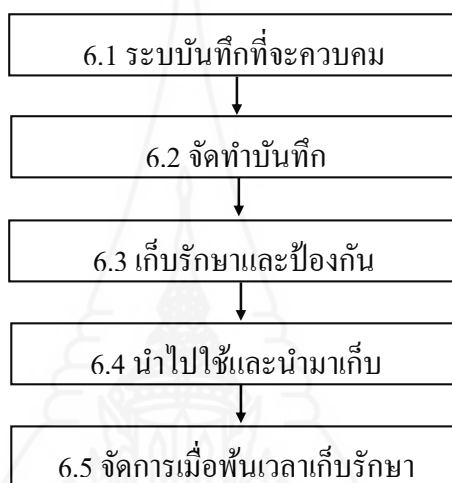 6.1 ระบบันทึกที่จะควบคม
6.2 จัดทำบันทึก
6.3 เก็บรักษาและป้องกัน
6.4 นำไปใช้และนำมาเก็บ
6.5 จัดการเมื่อพ้นเวลาเก็บรักษา